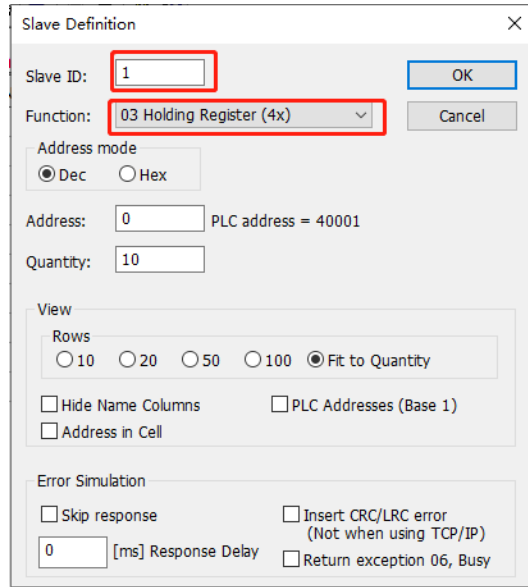 Slave Definition
Slave ID: 1 OK
Function: 03 Holding Register (4x) Cancel
Address mode
Dec Hex
Address: 0 PLC address = 40001
Quantity: 10
View
Rows
10 20 50 100 Fit to Quantity
Hide Name Columns PLC Addresses (Base 1)
Address in Cell
Error Simulation
Skip response Insert CRC/LRC error
(Not when using TCP/IP)
0 [ms] Response Delay
Return exception 06, Busy